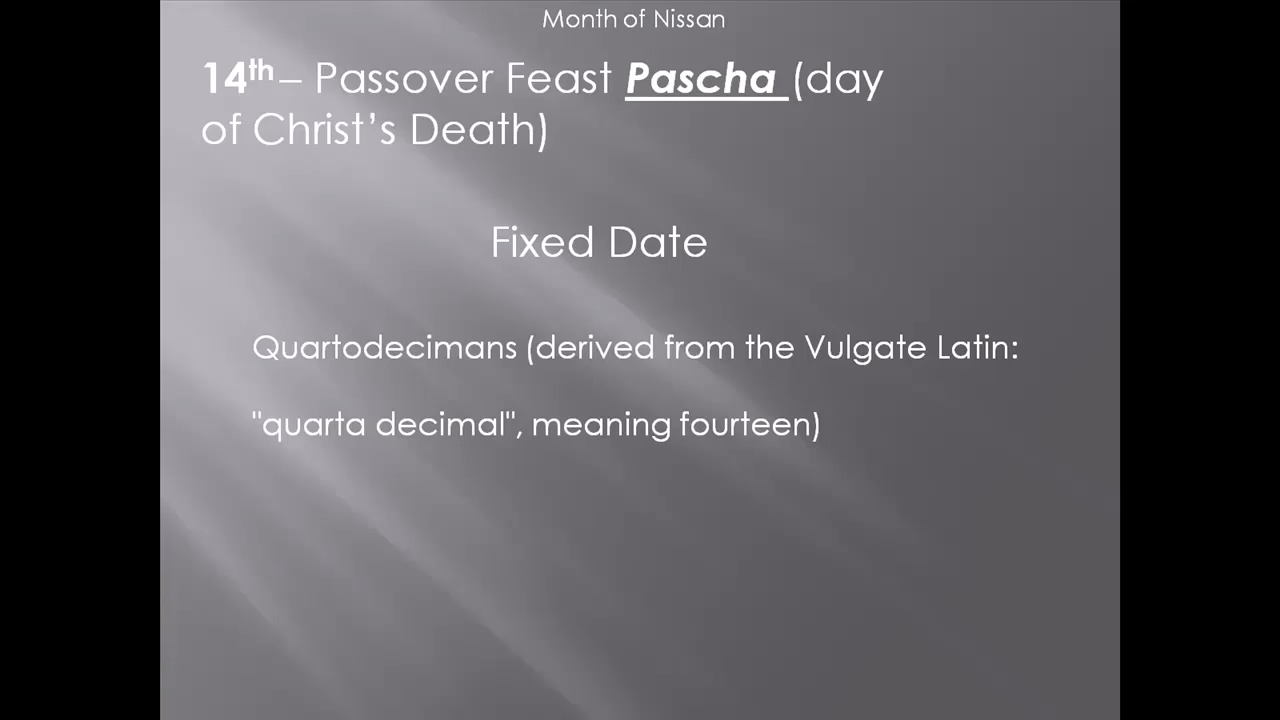 Month of Nissan
14th – Passover Feast Pascha (day
of Christ's Death)
Fixed Date
Quartodecimans (derived from the Vulgate Latin:
"quarta decimal", meaning fourteen)